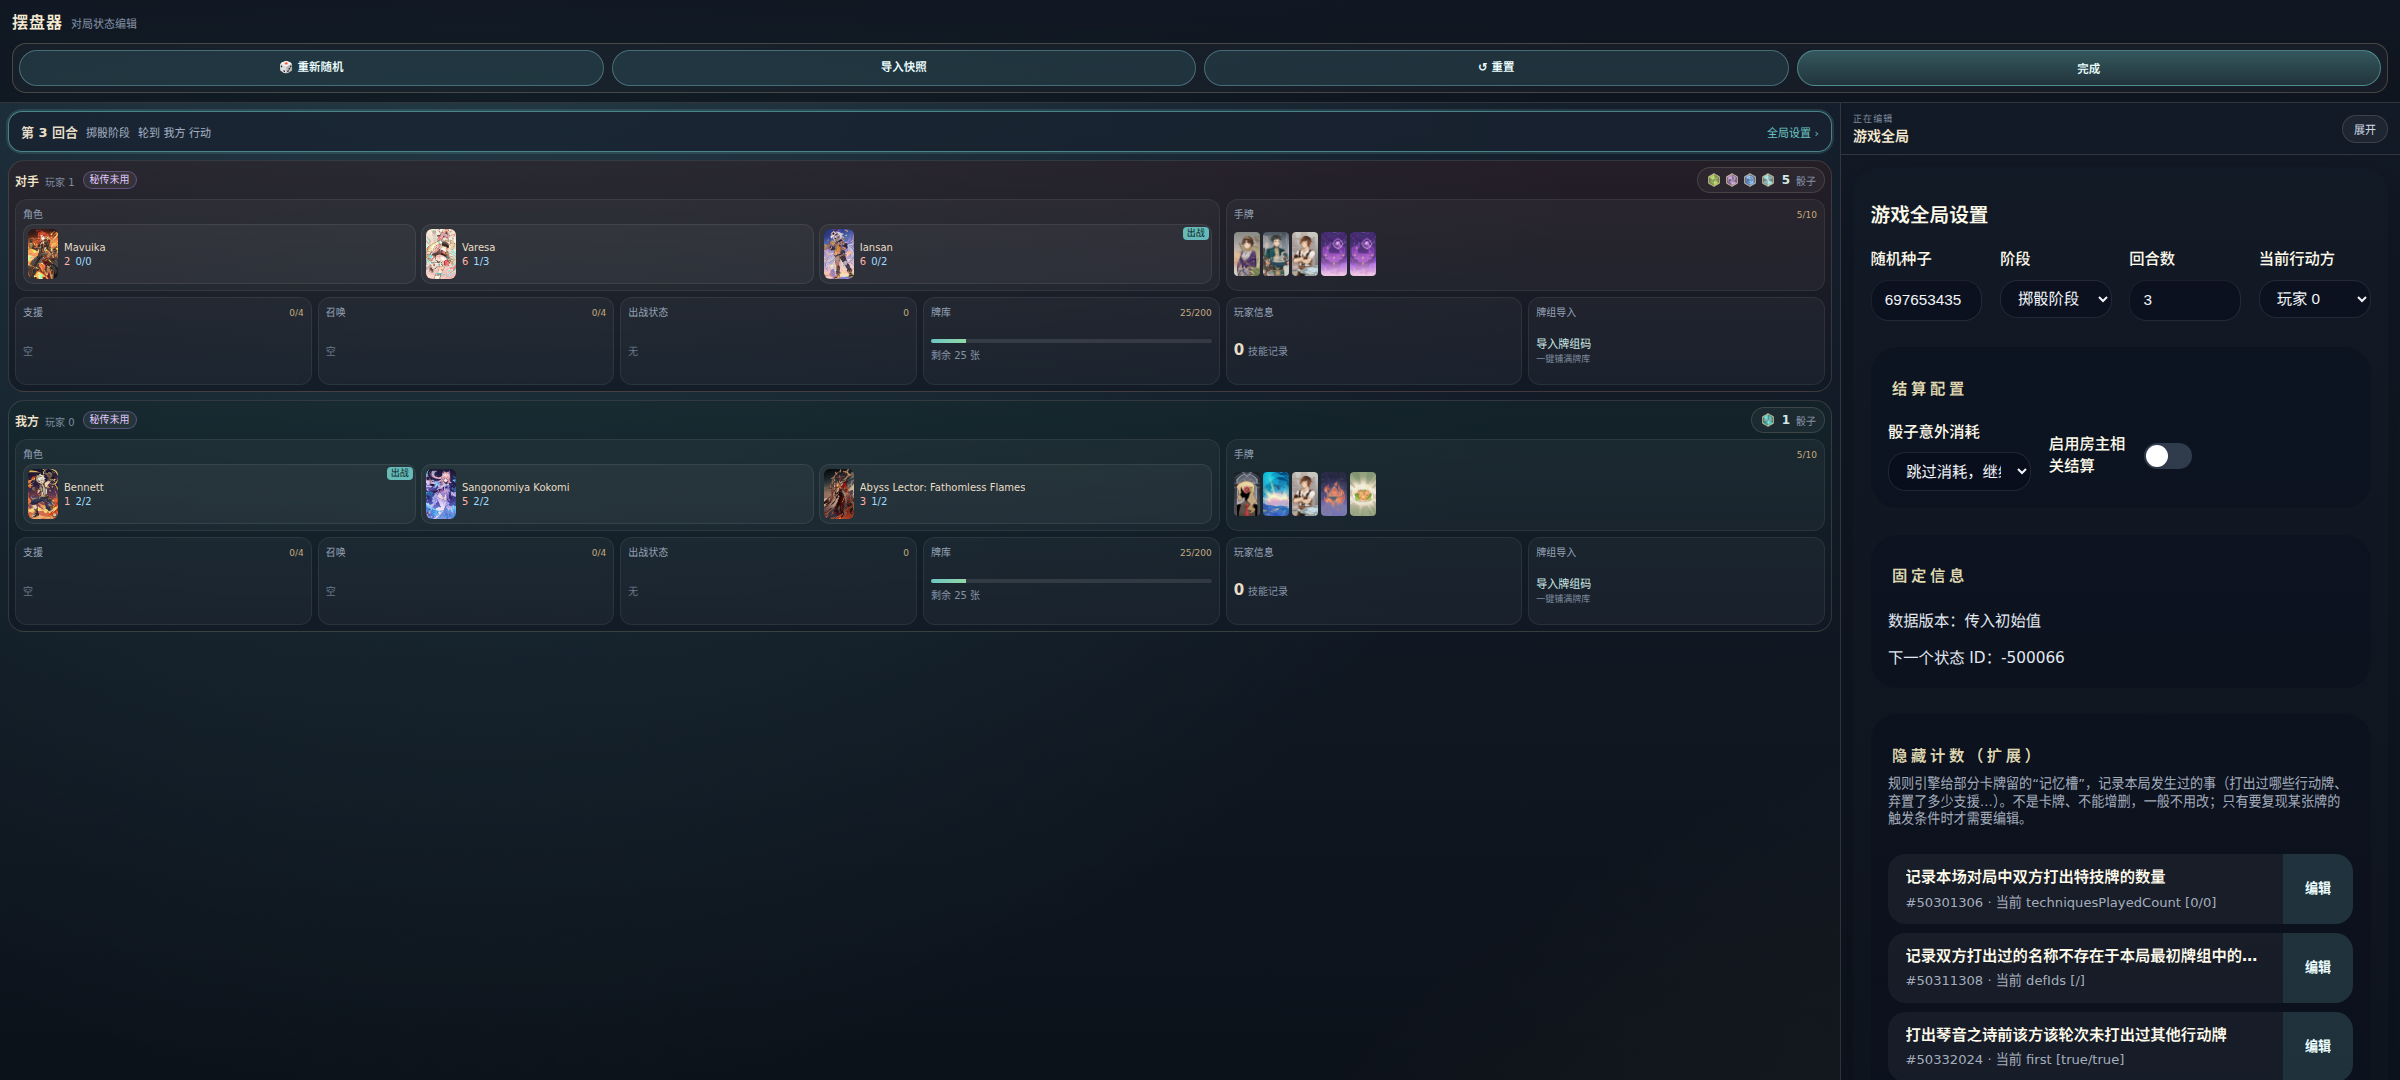 摆盘器 对局状态编辑
🎲 重新随机
导入快照
↺ 重置
完成
第 3 回合 掷骰阶段 轮到 我方 行动
全局设置 ›
对手 玩家 1 秘传未用
5 骰子
角色
Mavuika
2 0/0
Varesa
6 1/3
出战
Iansan
6 0/2
手牌 5/10
支援 0/4
空
召唤 0/4
空
出战状态 0
无
牌库 25/200
剩余 25 张
玩家信息
0 技能记录
牌组导入
导入牌组码
一键铺满牌库
我方 玩家 0 秘传未用
1 骰子
角色
出战
Bennett
1 2/2
Sangonomiya Kokomi
5 2/2
Abyss Lector: Fathomless Flames
3 1/2
手牌 5/10
支援 0/4
空
召唤 0/4
空
出战状态 0
无
牌库 25/200
剩余 25 张
玩家信息
0 技能记录
牌组导入
导入牌组码
一键铺满牌库
正在编辑
游戏全局
展开
游戏全局设置
随机种子 阶段 回合数 当前行动方
697653435 掷骰阶段 3 玩家 0
结算配置
骰子意外消耗
跳过消耗，继
启用房主相
关结算
固定信息
数据版本：传入初始值
下一个状态 ID：-500066
隐藏计数（扩展）
规则引擎给部分卡牌留的“记忆槽”，记录本局发生过的事（打出过哪些行动牌、
弃置了多少支援…）。不是卡牌、不能增删，一般不用改；只有要复现某张牌的
触发条件时才需要编辑。
记录本场对局中双方打出特技牌的数量
#50301306 · 当前 techniquesPlayedCount [0/0]
编辑
记录双方打出过的名称不存在于本局最初牌组中的…
#50311308 · 当前 defIds [/]
编辑
打出琴音之诗前该方该轮次未打出过其他行动牌
#50332024 · 当前 first [true/true]
编辑